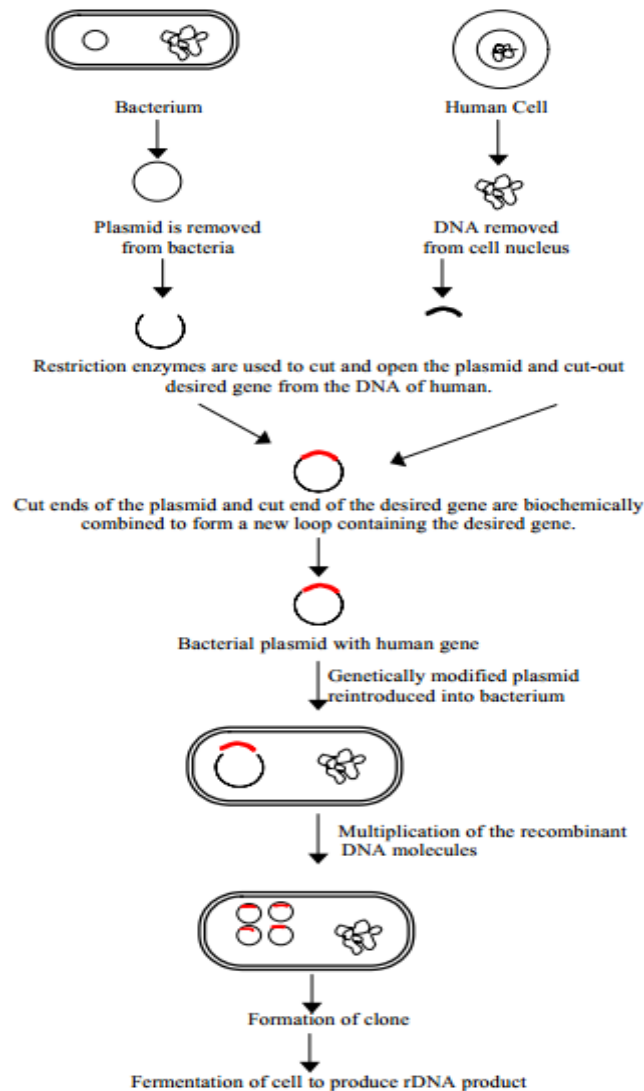 Bacterium
Human Cell
Plasmid is removed
from bacteria
DNA removed
from cell nucleus
Restriction enzymes are used to cut and open the plasmid and cut-out
desired gene from the DNA of human.
Cut ends of the plasmid and cut end of the desired gene are biochemically
combined to form a new loop containing the desired gene.
Bacterial plasmid with human gene
Genetically modified plasmid
reintroduced into bacterium
Multiplication of the recombinant
DNA molecules
Formation of clone
Fermentation of cell to produce rDNA product